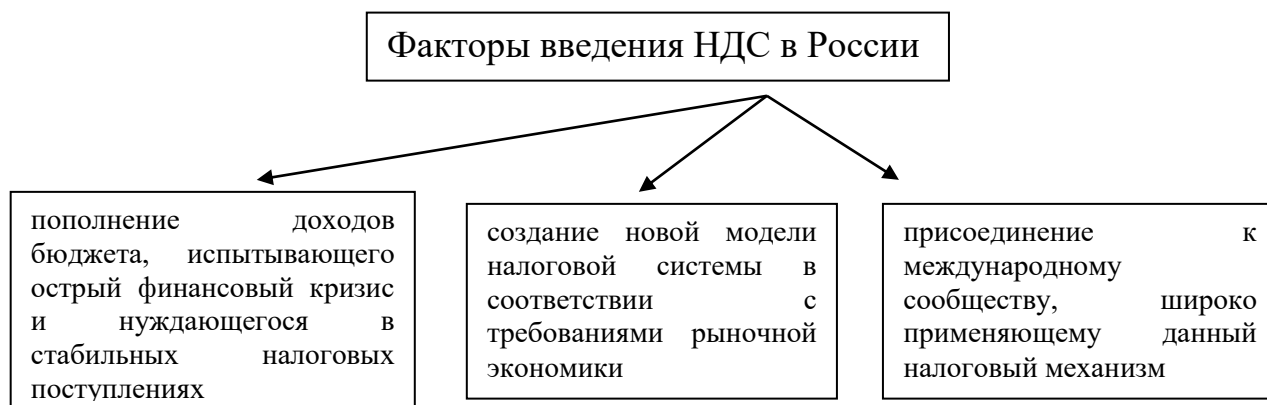 Факторы введения НДС в России
пополнение доходов
бюджета, испытывающего
острый финансовый кризис
и нуждающегося в
стабильных налоговых
поступлениях
создание новой модели
налоговой системы в
соответствии с
требованиями рыночной
экономики
присоединение к
международному
сообществу, широко
применяющему данный
налоговый механизм